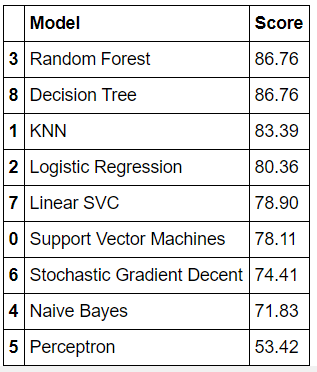 Model Score
3 Random Forest 86.76
8 Decision Tree 86.76
1 KNN 83.39
2 Logistic Regression 80.36
7 Linear SVC 78.90
0 Support Vector Machines 78.11
6 Stochastic Gradient Decent 74.41
4 Naive Bayes 71.83
5 Perceptron 53.42